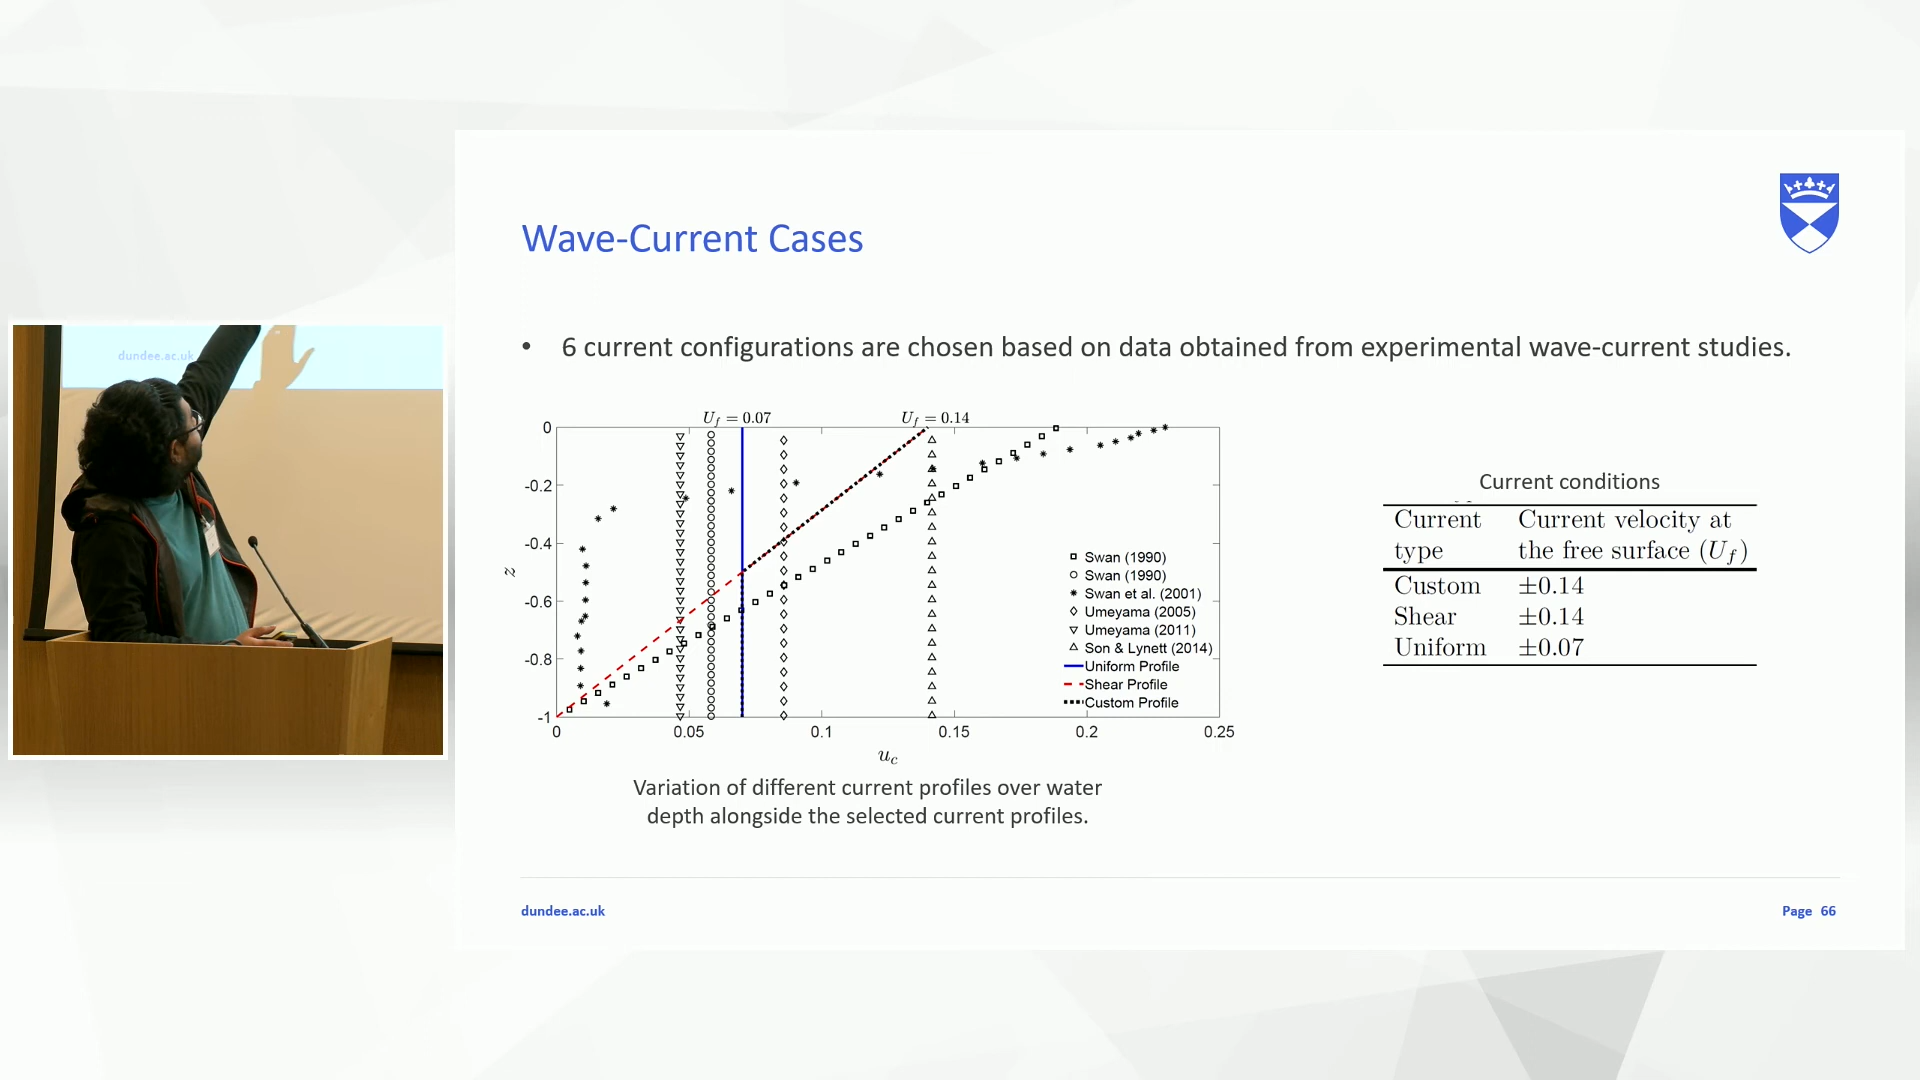 dundee.ac.uk
Wave-Current Cases
• 6 current configurations are chosen based on data obtained from experimental wave-current studies.
U_f = 0.07
U_f = 0.14
0
-0.2
-0.4
-0.6
-0.8
-1
z
0 0.05 0.1 0.15 0.2 0.25
u_c
Swan (1990)
Swan (1990)
Swan et al. (2001)
Umeyama (2005)
Umeyama (2011)
Son & Lynett (2014)
Uniform Profile
Shear Profile
Custom Profile
Variation of different current profiles over water
depth alongside the selected current profiles.
Current conditions
Current Current velocity at
type the free surface (U_f)
Custom ±0.14
Shear ±0.14
Uniform ±0.07
dundee.ac.uk
Page 66